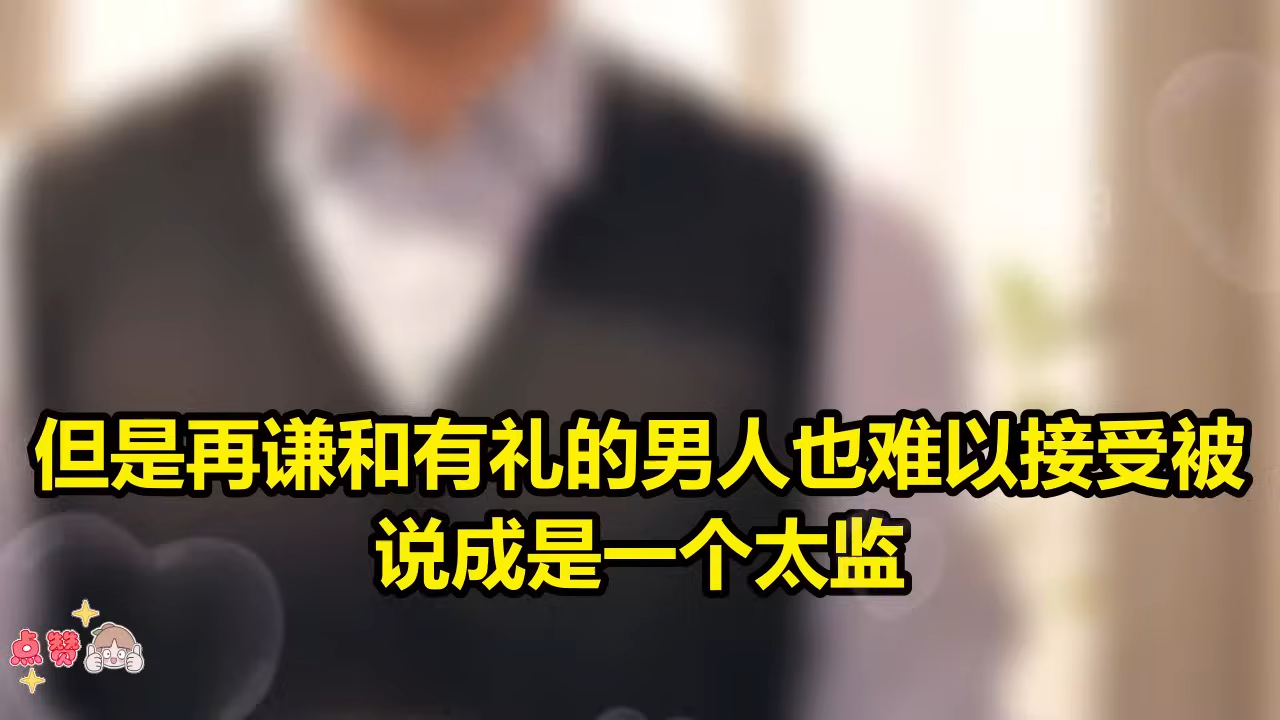 但是再谦和有礼的男人也难以接受被
说成是一个太监
点赞